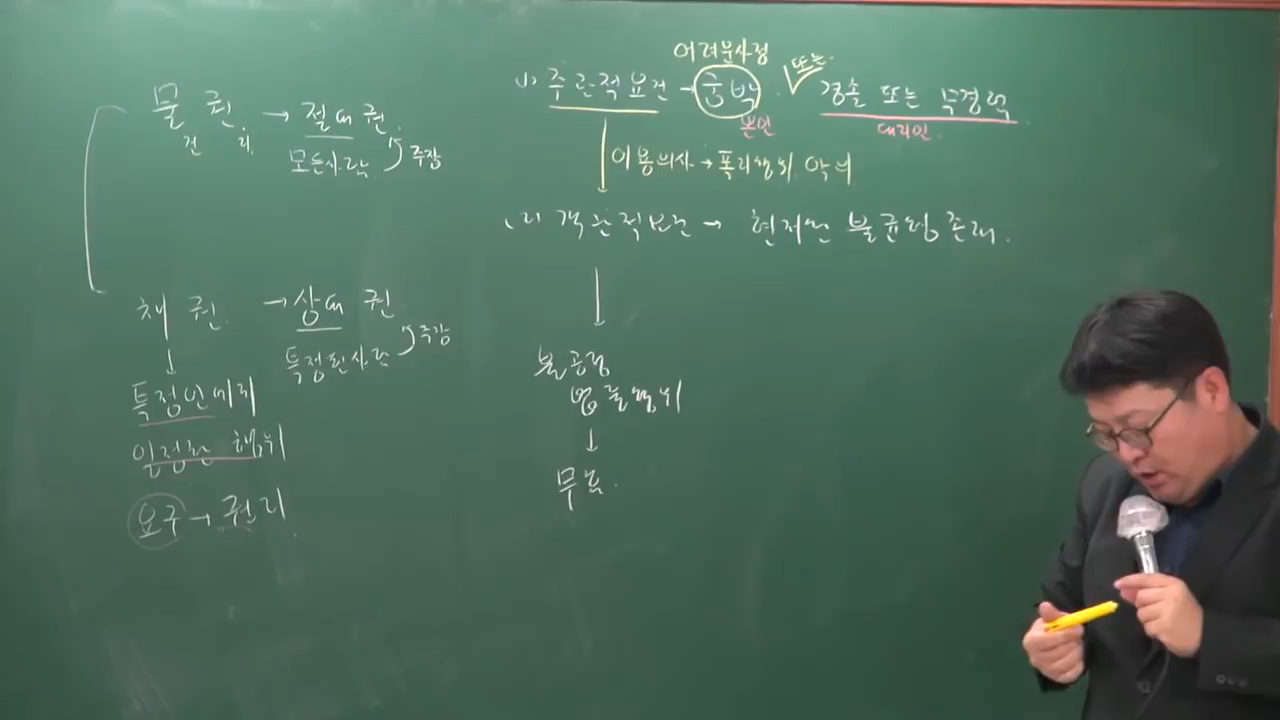 물권 → 절대권
건 리
모든사람 주장
채권 → 상대권
특정된사람 주장
↓
특정인에게
일정한 행위
요구 → 권리
어려운사정
(1) 주관적요건 → 궁박 또는 경솔 또는 무경험
본인 대리인
이용의사 → 폭리행위 악의
(2) 객관적요건 → 현저한 불균형존재.
↓
불공정
법률행위
↓
무효.